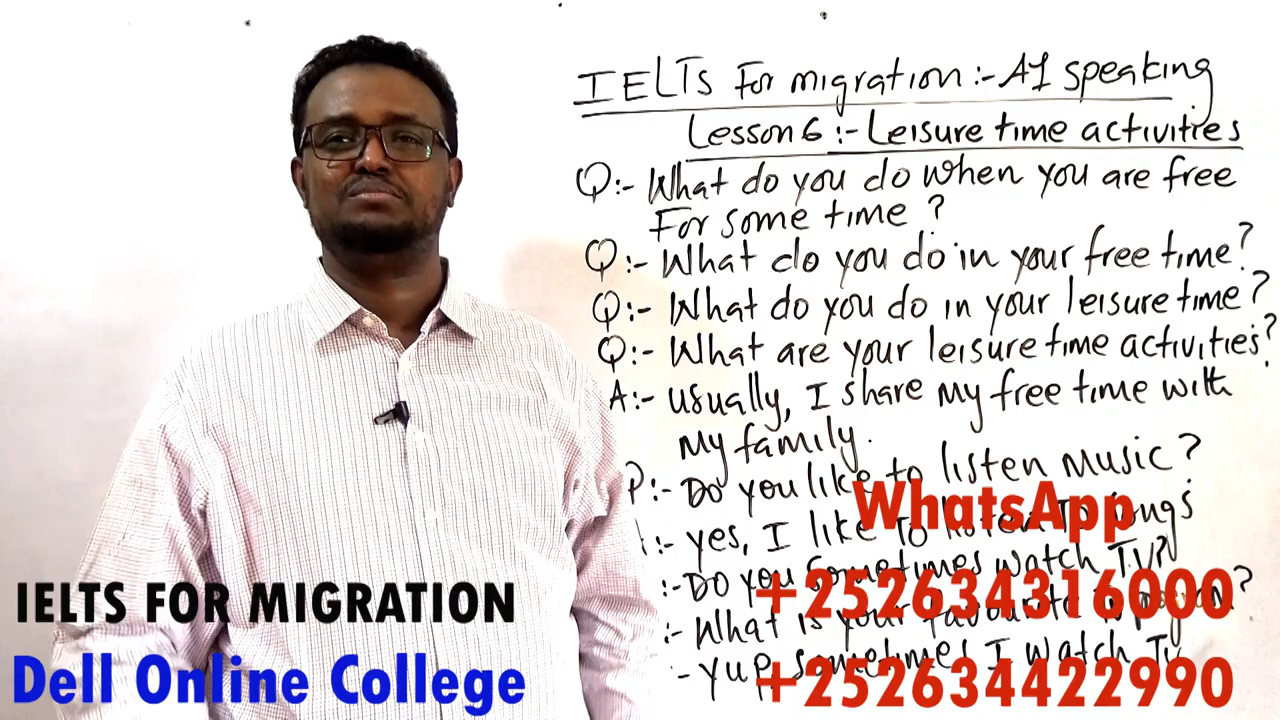 IELTs For migration :- A1 speaking
Lesson 6 :- Leisure time activities
Q:- What do you do when you are free
For some time ?
Q:- What do you do in your free time?
Q:- What do you do in your leisure time?
Q:- What are your leisure time activities?
A:- usually, I share my free time with
my family.
P:- Do you like to listen music?
:- yes, I like To listen To songs
:- Do you sometimes watch TV?
:- What is your favourite
- Yup, sometimes I watch TV
WhatsApp
+252634316000
+252634422990
IELTS FOR MIGRATION
Dell Online College